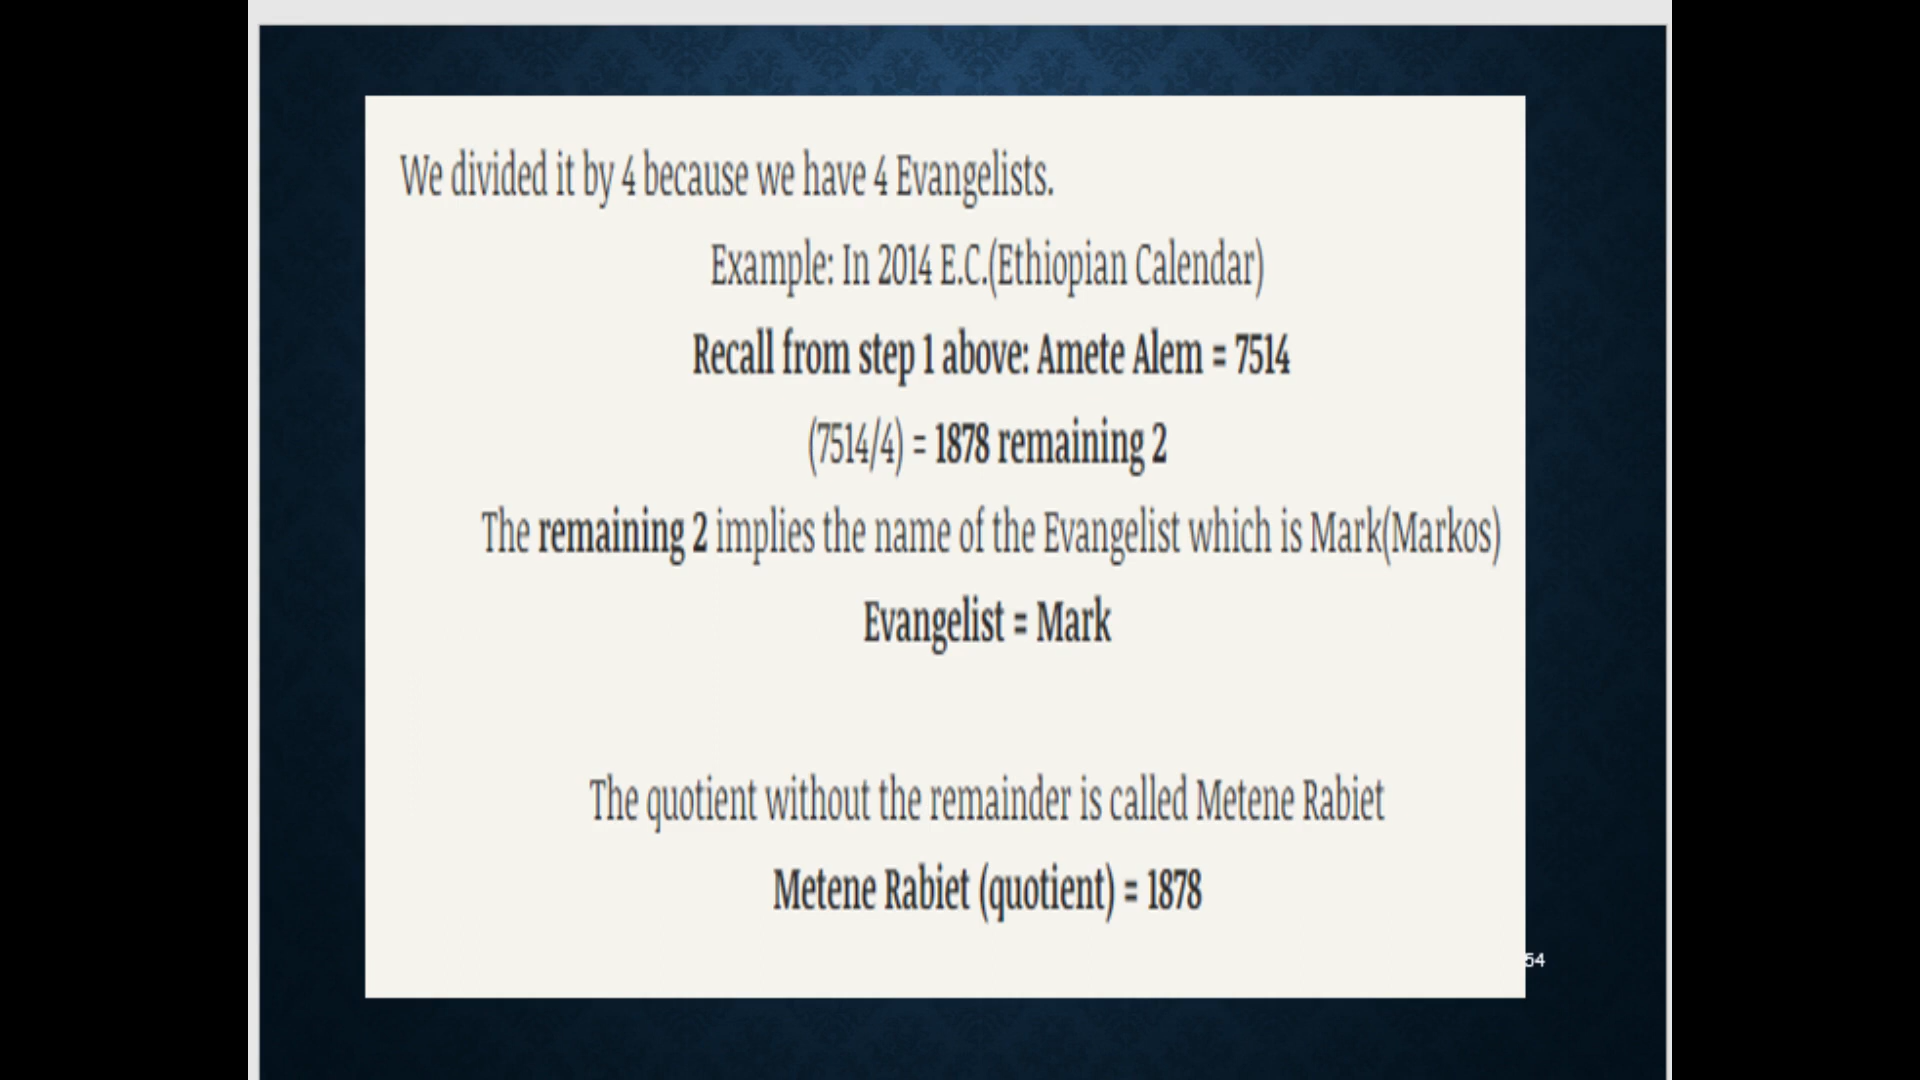 We divided it by 4 because we have 4 Evangelists.
Example: In 2014 E.C.(Ethiopian Calendar)
Recall from step 1 above: Amete Alem = 7514
(7514/4) = 1878 remaining 2
The remaining 2 implies the name of the Evangelist which is Mark(Markos)
Evangelist = Mark
The quotient without the remainder is called Metene Rabiet
Metene Rabiet (quotient) = 1878
54